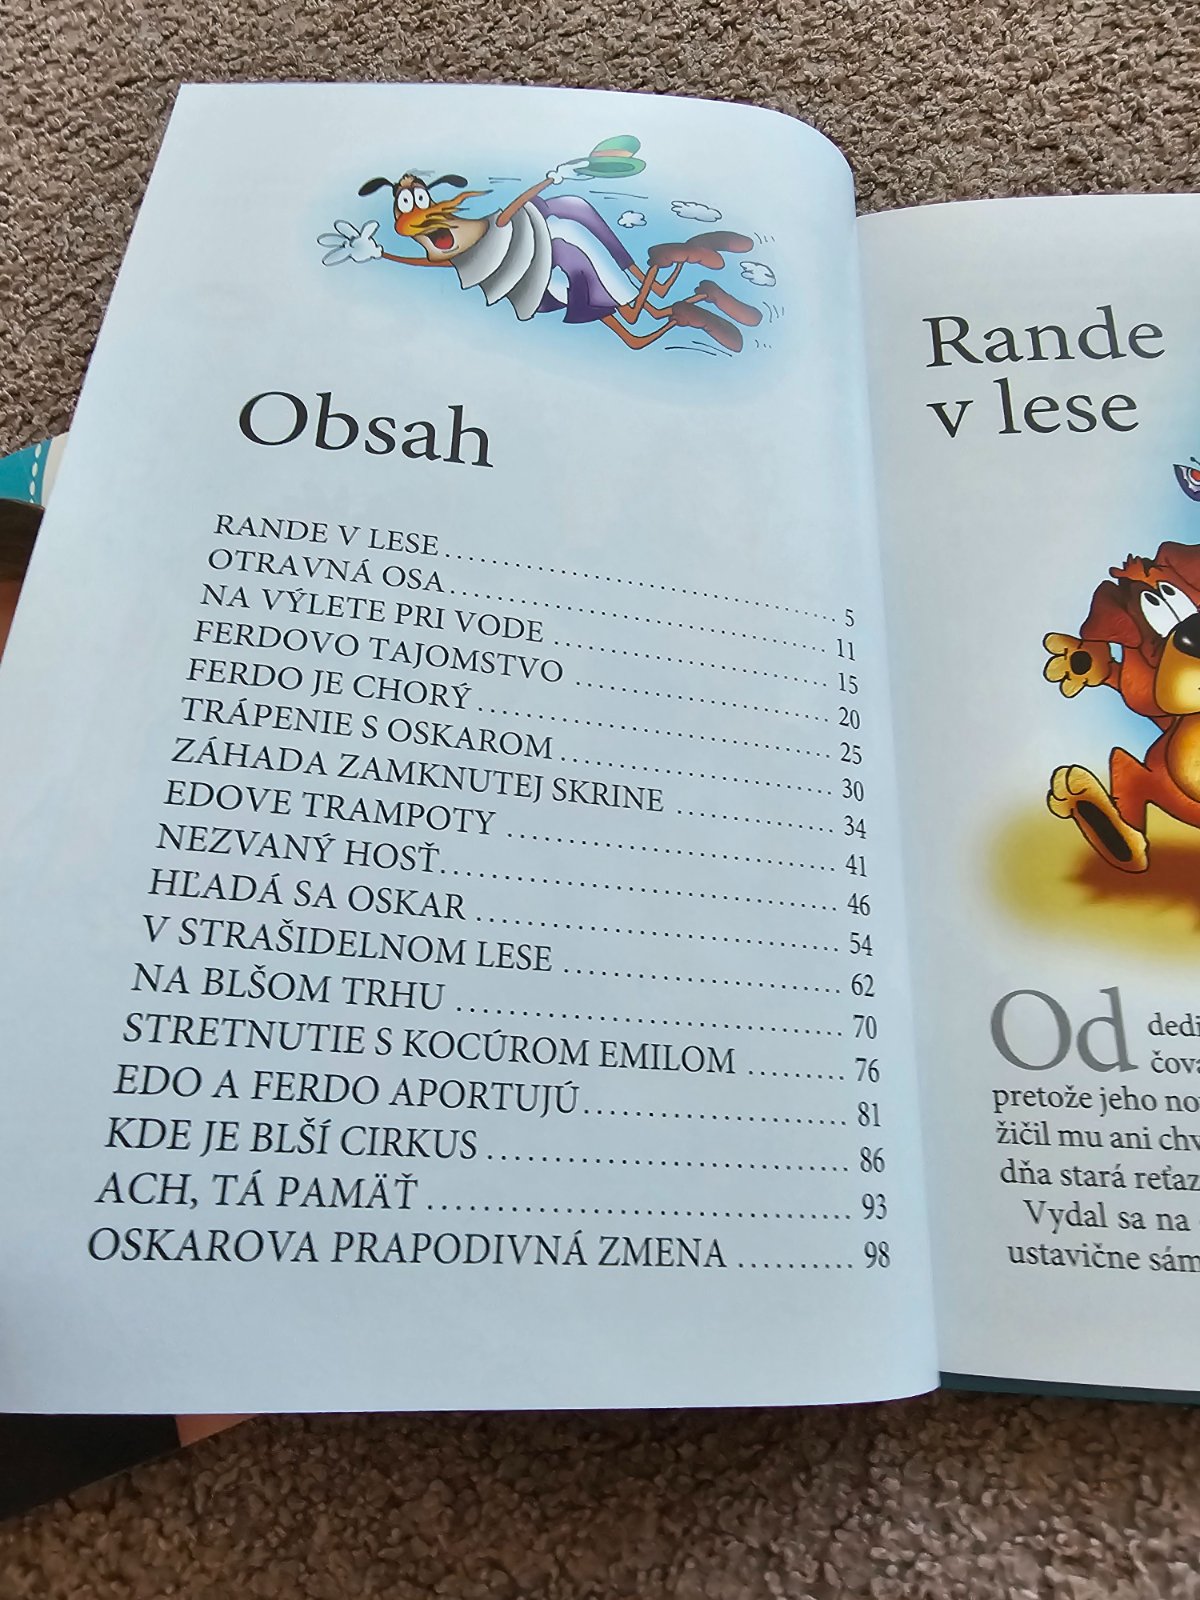 Obsah
RANDE V LESE ........ 5
OTRAVNÁ OSA ........ 11
NA VÝLETE PRI VODE ........ 15
FERDOVO TAJOMSTVO ........ 20
FERDO JE CHORÝ ........ 25
TRÁPENIE S OSKAROM ........ 30
ZÁHADA ZAMKNUTEJ SKRINE ........ 34
EDOVE TRAMPOTY ........ 41
NEZVANÝ HOSŤ ........ 46
HĽADÁ SA OSKAR ........ 54
V STRAŠIDELNOM LESE ........ 62
NA BLŠOM TRHU ........ 70
STRETNUTIE S KOCÚROM EMILOM ........ 76
EDO A FERDO APORTUJÚ ........ 81
KDE JE BLŠÍ CIRKUS ........ 86
ACH, TÁ PAMÄŤ ........ 93
OSKAROVA PRAPODIVNÁ ZMENA ........ 98
Rande
v lese
Od
pretože jeho
žičil mu ani
dňa stará
Vydal sa na
ustavične